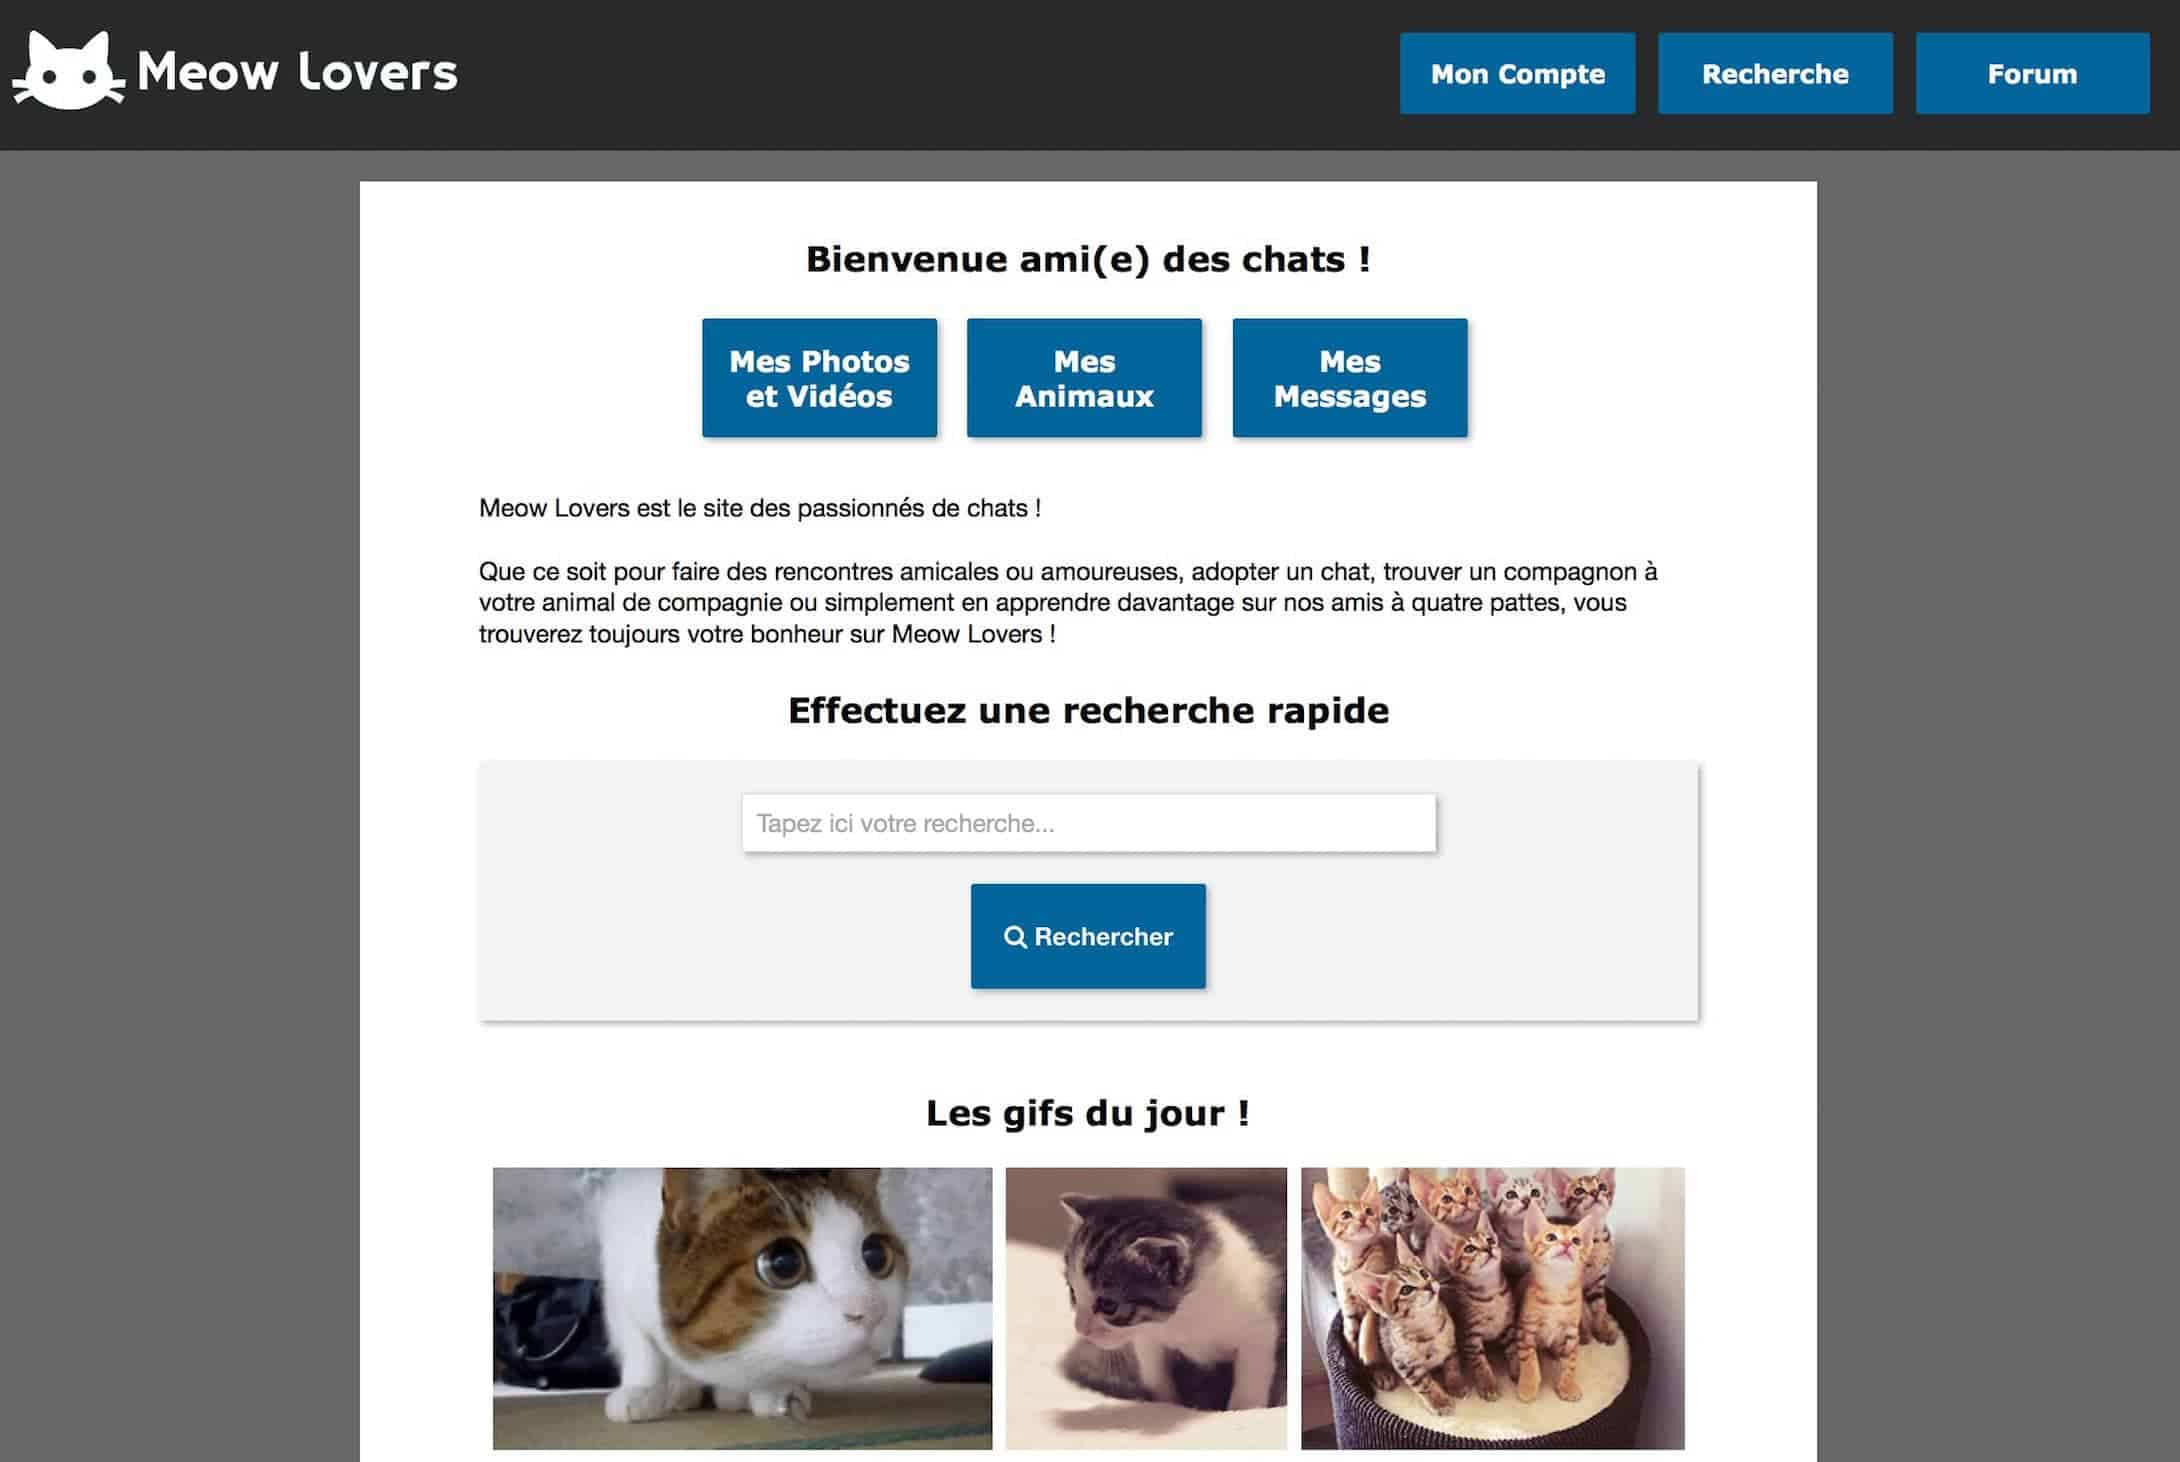 Meow Lovers
Mon Compte
Recherche
Forum
Bienvenue ami(e) des chats !
Mes Photos
et Vidéos
Mes
Animaux
Mes
Messages
Meow Lovers est le site des passionnés de chats !
Que ce soit pour faire des rencontres amicales ou amoureuses, adopter un chat, trouver un compagnon à
votre animal de compagnie ou simplement en apprendre davantage sur nos amis à quatre pattes, vous
trouverez toujours votre bonheur sur Meow Lovers !
Effectuez une recherche rapide
Tapez ici votre recherche...
Rechercher
Les gifs du jour !